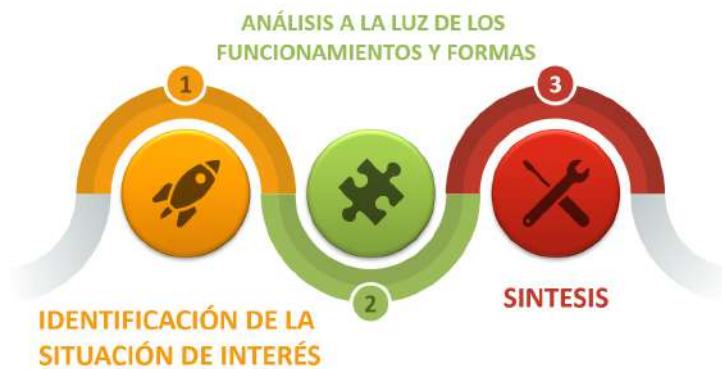 ANÁLISIS A LA LUZ DE LOS
FUNCIONAMIENTOS Y FORMAS
1
3
2
IDENTIFICACIÓN DE LA
SITUACIÓN DE INTERÉS
SINTESIS